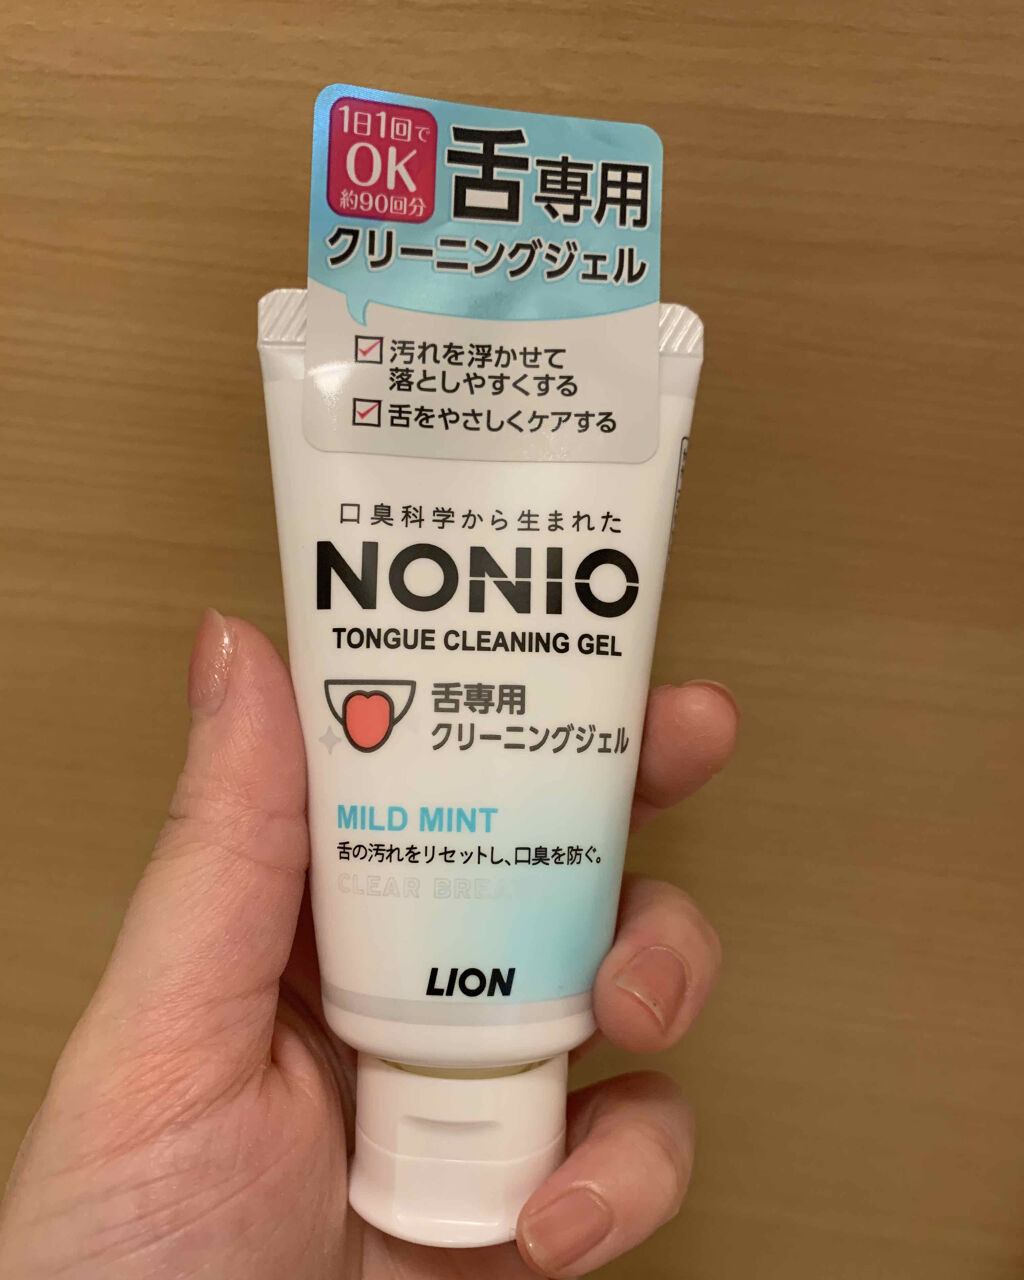 1日1回で
OK
約90回分
舌専用
クリーニングジェル
汚れを浮かせて
落としやすくする
舌をやさしくケアする
口臭科学から生まれた
NONIO
TONGUE CLEANING GEL
舌専用
クリーニングジェル
MILD MINT
舌の汚れをリセットし、口臭を防ぐ。
CLEAR
LION